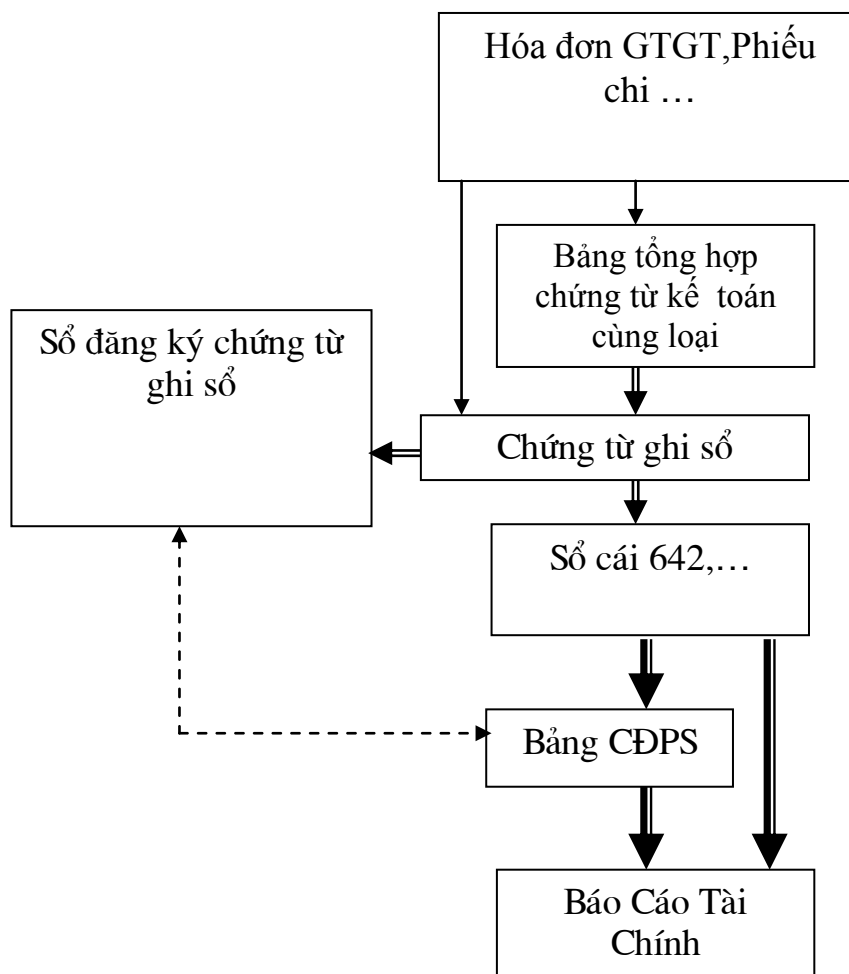 Hóa đơn GTGT,Phiếu
chi …
Bảng tổng hợp
chứng từ kế toán
cùng loại
Sổ đăng ký chứng từ
ghi sổ
Chứng từ ghi sổ
Sổ cái 642,…
Bảng CĐPS
Báo Cáo Tài
Chính